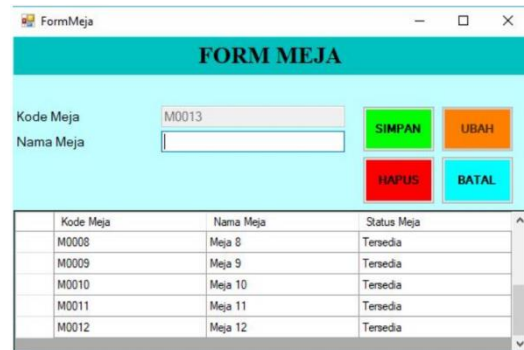 FormMeja
FORM MEJA
Kode Meja M0013
Nama Meja
SIMPAN UBAH
HAPUS BATAL
Kode Meja Nama Meja Status Meja
M0008 Meja 8 Tersedia
M0009 Meja 9 Tersedia
M0010 Meja 10 Tersedia
M0011 Meja 11 Tersedia
M0012 Meja 12 Tersedia